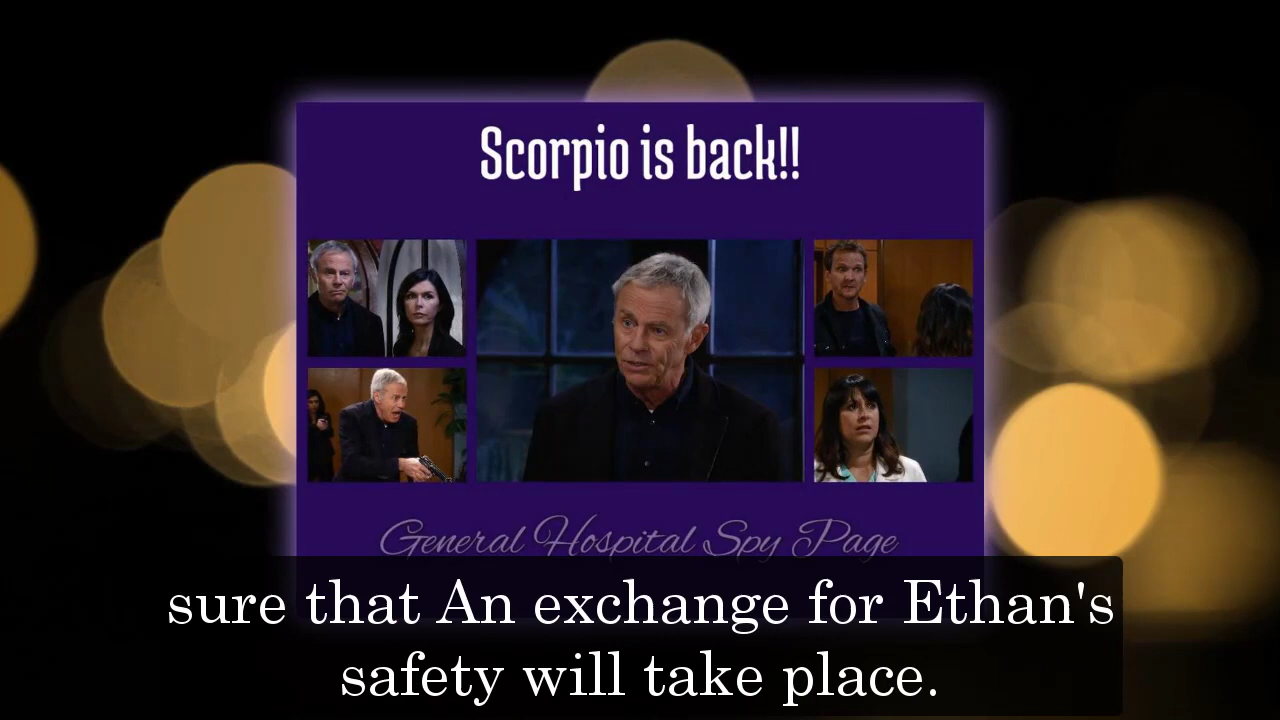 Scorpio is back!!
General Hospital Spy Page
sure that An exchange for Ethan's
safety will take place.